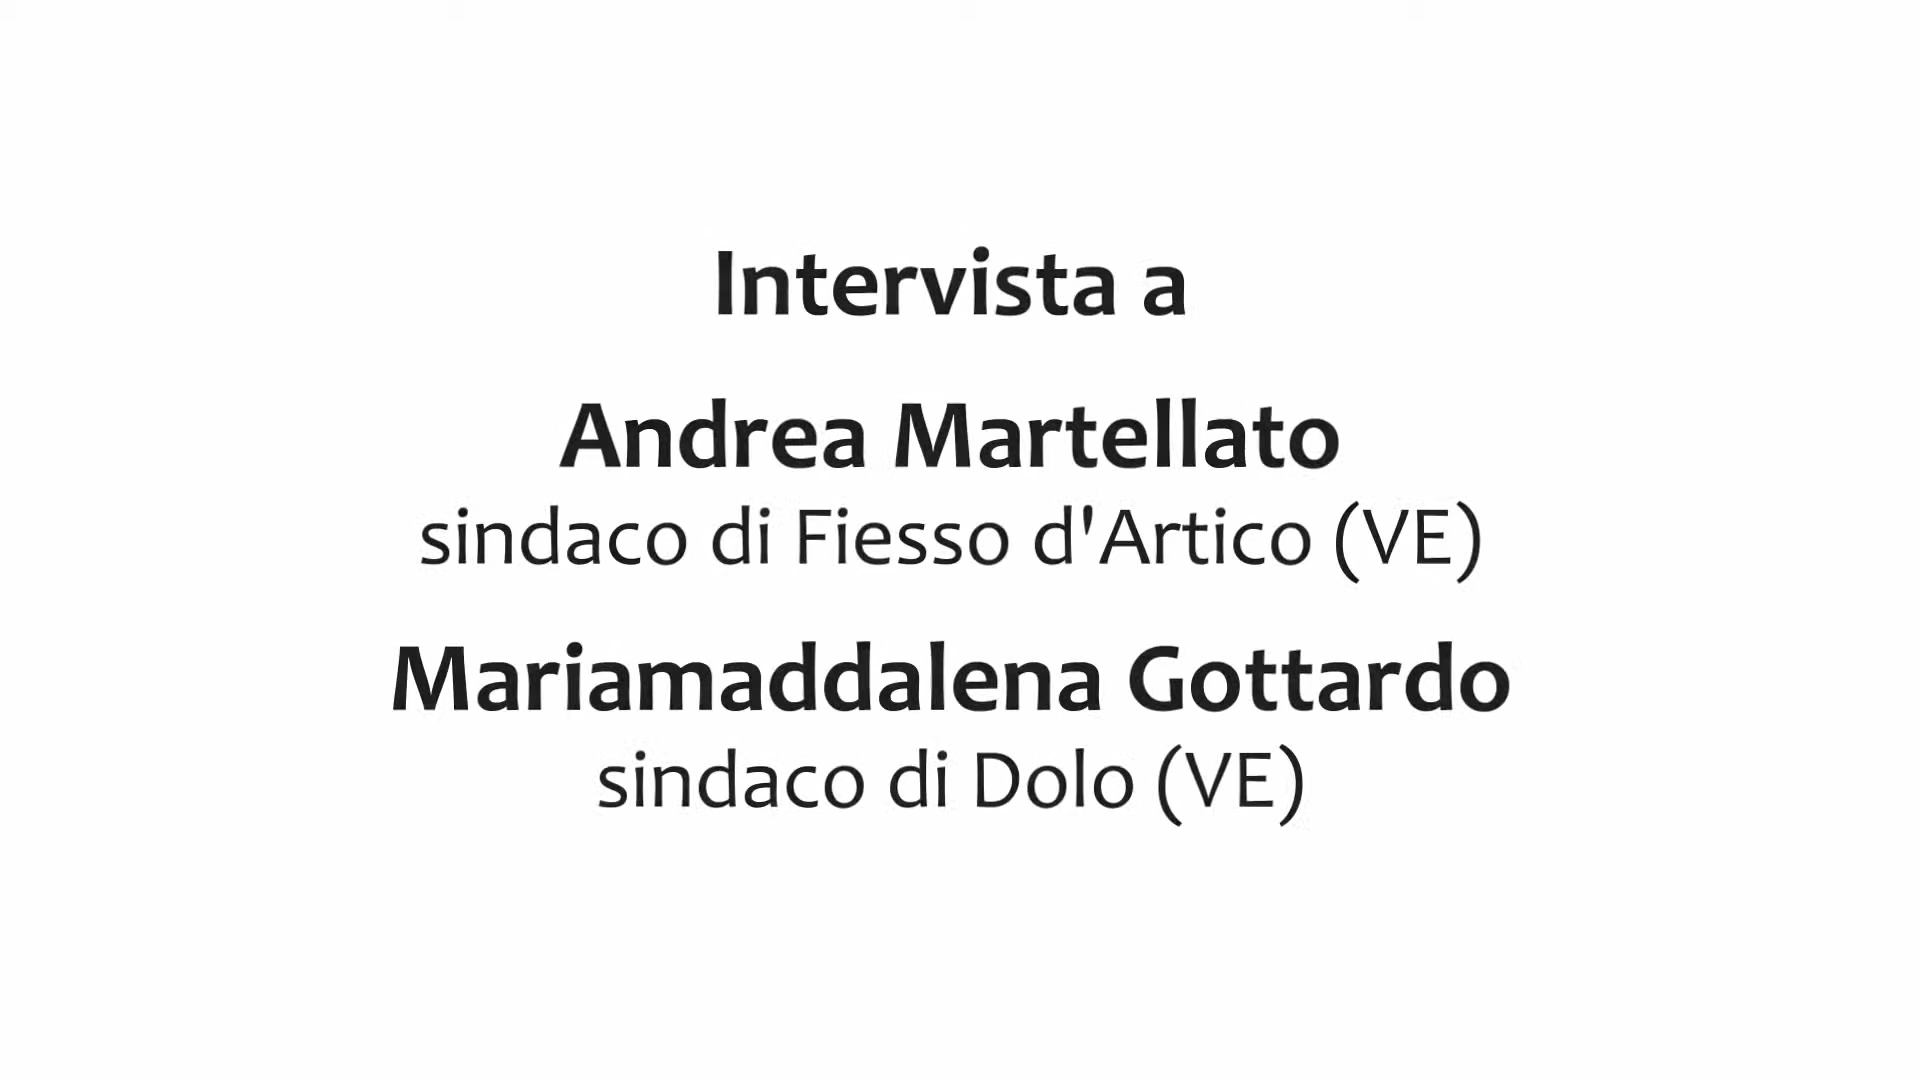 Intervista a
Andrea Martellato
sindaco di Fiesso d'Artico (VE)
Mariamaddalena Gottardo
sindaco di Dolo (VE)